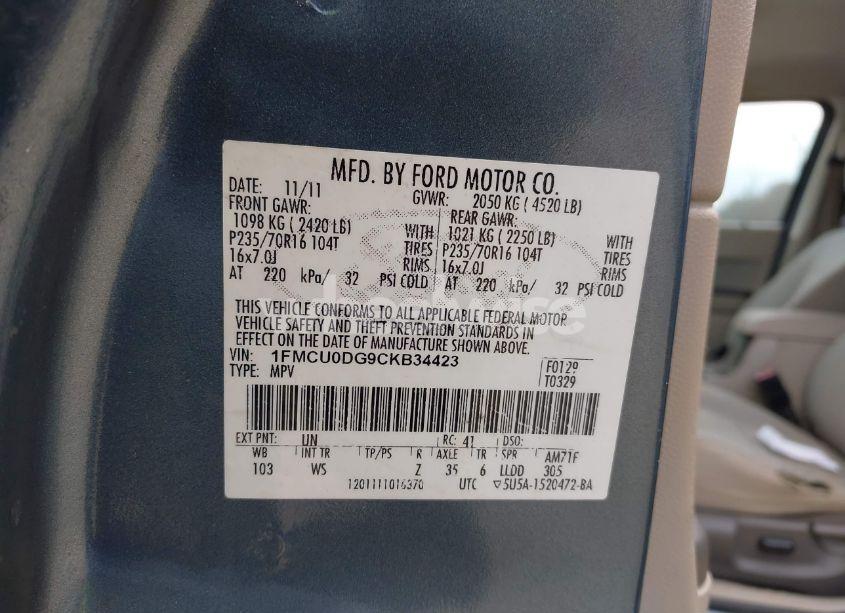 MFD. BY FORD MOTOR CO.
DATE: 11/11 GVWR: 2050 KG ( 4520 LB)
FRONT GAWR: REAR GAWR:
1098 KG ( 2420 LB) WITH 1021 KG ( 2250 LB) WITH
P235/70R16 104T TIRES P235/70R16 104T TIRES
16x7.0J RIMS 16x7.0J RIMS
AT 220 kPa/ 32 PSI COLD AT 220 kPa/ 32 PSI COLD
THIS VEHICLE CONFORMS TO ALL APPLICABLE FEDERAL MOTOR
VEHICLE SAFETY AND THEFT PREVENTION STANDARDS IN
EFFECT ON THE DATE OF MANUFACTURE SHOWN ABOVE.
VIN: 1FMCU0DG9CKB34423 F0129
TYPE: MPV T0329
EXT PNT: UN RC: 41 DSO:
WB INT TR TP/PS R AXLE TR SPR AM71F
103 WS Z 35 6 LLDD 305
1201111016370 UTC ▽5U5A-1520472-BA